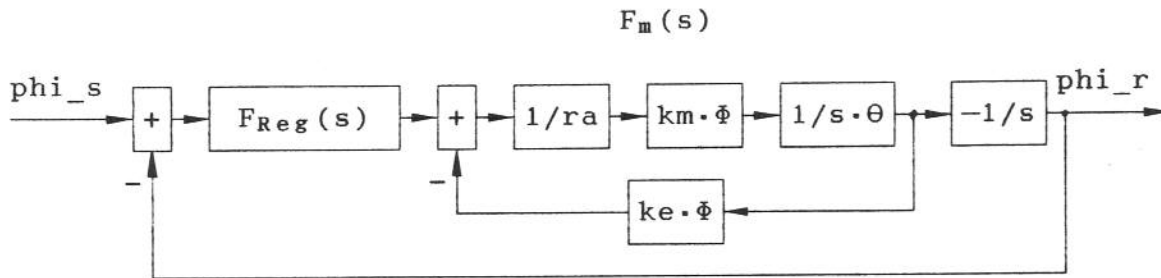 F_m(s)
phi_s
phi_r
+
F_Reg(s)
+
1/ra
km·Φ
1/s·Θ
−1/s
−
−
ke·Φ